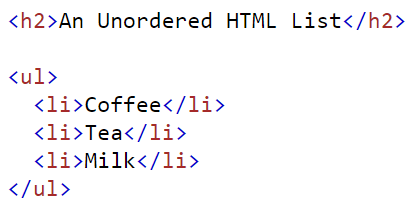 <h2>An Unordered HTML List</h2>

<ul>
  <li>Coffee</li>
  <li>Tea</li>
  <li>Milk</li>
</ul>